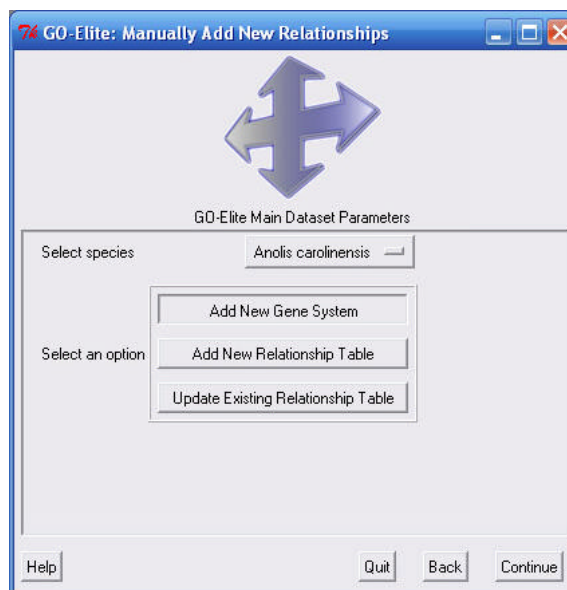 GO-Elite: Manually Add New Relationships
GO-Elite Main Dataset Parameters
Select species Anolis carolinensis
Add New Gene System
Select an option Add New Relationship Table
Update Existing Relationship Table
Help Quit Back Continue